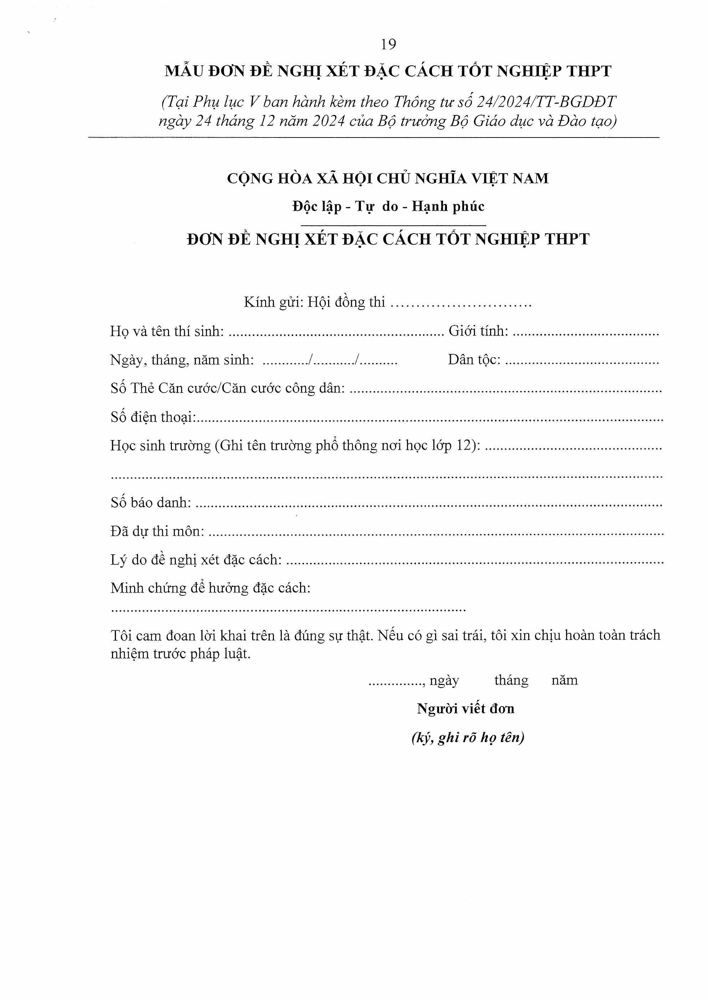 19
MẪU ĐƠN ĐỀ NGHỊ XÉT ĐẶC CÁCH TỐT NGHIỆP THPT
(Tại Phụ lục V ban hành kèm theo Thông tư số 24/2024/TT-BGDĐT
ngày 24 tháng 12 năm 2024 của Bộ trưởng Bộ Giáo dục và Đào tạo)
CỘNG HÒA XÃ HỘI CHỦ NGHĨA VIỆT NAM
Độc lập - Tự do - Hạnh phúc
ĐƠN ĐỀ NGHỊ XÉT ĐẶC CÁCH TỐT NGHIỆP THPT
Kính gửi: Hội đồng thi ............................
Họ và tên thí sinh: ........................................................ Giới tính: ......................................
Ngày, tháng, năm sinh: ............/.........../.......... Dân tộc: ........................................
Số Thẻ Căn cước/Căn cước công dân: .................................................................................
Số điện thoại:.........................................................................................................................
Học sinh trường (Ghi tên trường phổ thông nơi học lớp 12): ..............................................
................................................................................................................................................
Số báo danh: .........................................................................................................................
Đã dự thi môn: ......................................................................................................................
Lý do đề nghị xét đặc cách: ..................................................................................................
Minh chứng để hưởng đặc cách:
............................................................................................
Tôi cam đoan lời khai trên là đúng sự thật. Nếu có gì sai trái, tôi xin chịu hoàn toàn trách
nhiệm trước pháp luật.
.............., ngày tháng năm
Người viết đơn
(ký, ghi rõ họ tên)